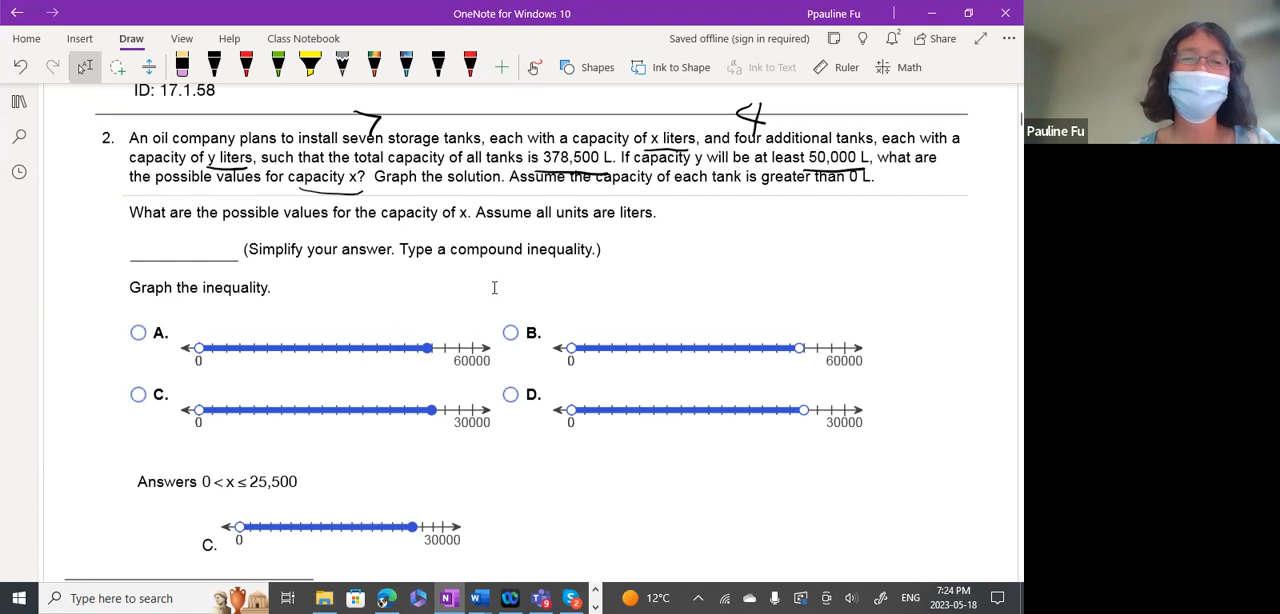 OneNote for Windows 10
Ppauline Fu
Home Insert Draw View Help Class Notebook
Saved offline (sign in required)
Share
Shapes
Ink to Shape
Ink to Text
Ruler
Math
ID: 17.1.58
7 4
2. An oil company plans to install seven storage tanks, each with a capacity of x liters, and four additional tanks, each with a
capacity of y liters, such that the total capacity of all tanks is 378,500 L. If capacity y will be at least 50,000 L, what are
the possible values for capacity x? Graph the solution. Assume the capacity of each tank is greater than 0 L.
What are the possible values for the capacity of x. Assume all units are liters.
(Simplify your answer. Type a compound inequality.)
Graph the inequality.
A. B.
0 60000 0 60000
C. D.
0 30000 0 30000
Answers 0 < x ≤ 25,500
C.
0 30000
Pauline Fu
Type here to search
12°C
ENG
7:24 PM
2023-05-18